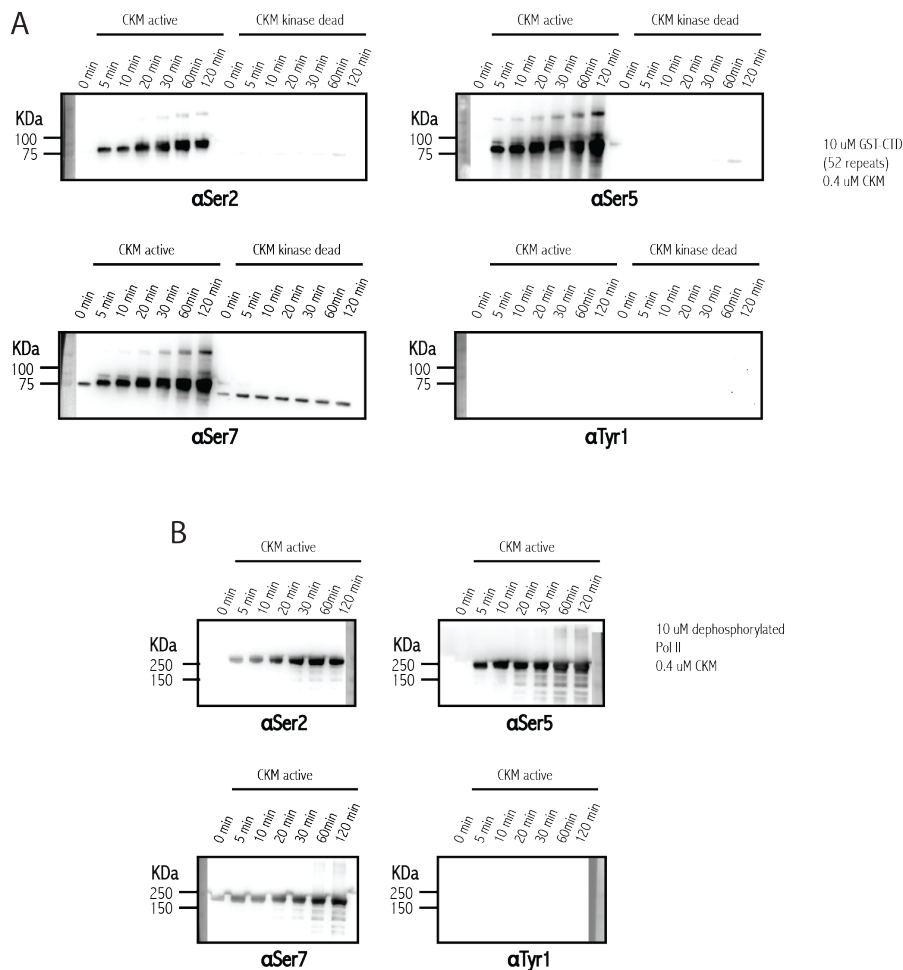 A
CKM active
CKM kinase dead
0 min 5 min 10 min 20 min 30 min 60min 120 min 0 min 5 min 10 min 20 min 30 min 60min 120 min
KDa
100
75
αSer2
CKM active
CKM kinase dead
0 min 5 min 10 min 20 min 30 min 60min 120 min 0 min 5 min 10 min 20 min 30 min 60min 120 min
KDa
100
75
αSer5
10 uM GST-CTD
(52 repeats)
0.4 uM CKM
CKM active
CKM kinase dead
0 min 5 min 10 min 20 min 30 min 60min 120 min 0 min 5 min 10 min 20 min 30 min 60min 120 min
KDa
100
75
αSer7
CKM active
CKM kinase dead
0 min 5 min 10 min 20 min 30 min 60min 120 min 0 min 5 min 10 min 20 min 30 min 60min 120 min
KDa
100
75
αTyr1
B
CKM active
0 min 5 min 10 min 20 min 30 min 60min 120 min
KDa
250
150
αSer2
CKM active
0 min 5 min 10 min 20 min 30 min 60min 120 min
KDa
250
150
αSer5
10 uM dephosphorylated
Pol II
0.4 uM CKM
CKM active
0 min 5 min 10 min 20 min 30 min 60min 120 min
KDa
250
150
αSer7
CKM active
0 min 5 min 10 min 20 min 30 min 60min 120 min
KDa
250
150
αTyr1